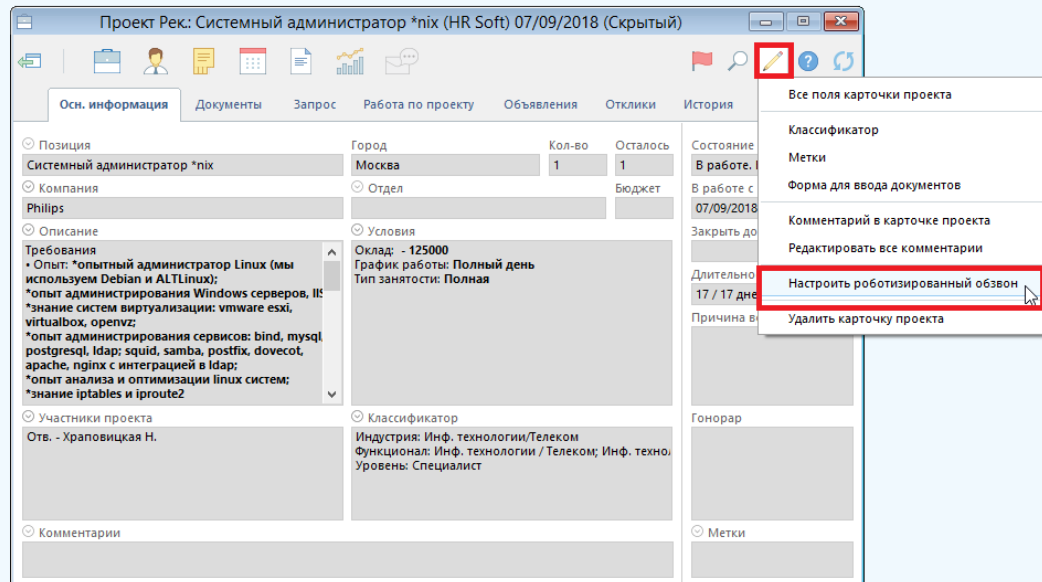 Проект Рек.: Системный администратор *nix (HR Soft) 07/09/2018 (Скрытый)
Осн. информация Документы Запрос Работа по проекту Объявления Отклики История
Все поля карточки проекта
Классификатор
Метки
Форма для ввода документов
Комментарий в карточке проекта
Редактировать все комментарии
Настроить роботизированный обзвон
Удалить карточку проекта
Позиция Город Кол-во Осталось Состояние
Системный администратор *nix Москва 1 1 В работе.
Компания Отдел Бюджет В работе с
Philips 07/09/2018
Описание Условия Закрыть до
Требования
• Опыт: *опытный администратор Linux (мы
используем Debian и ALTLinux);
*опыт администрирования Windows серверов, IIS
*знание систем виртуализации: vmware esxi,
virtualbox, openvz;
*опыт администрирования сервисов: bind, mysql
postgresql, ldap; squid, samba, postfix, dovecot,
apache, nginx с интеграцией в ldap;
*опыт анализа и оптимизации linux систем;
*знание iptables и iproute2
Оклад: - 125000
График работы: Полный день
Тип занятости: Полная
Длительно
17 / 17 дне
Причина в
Участники проекта Классификатор Гонорар
Отв. - Храповицкая Н.
Индустрия: Инф. технологии/Телеком
Функционал: Инф. технологии / Телеком; Инф. техно
Уровень: Специалист
Комментарии Метки